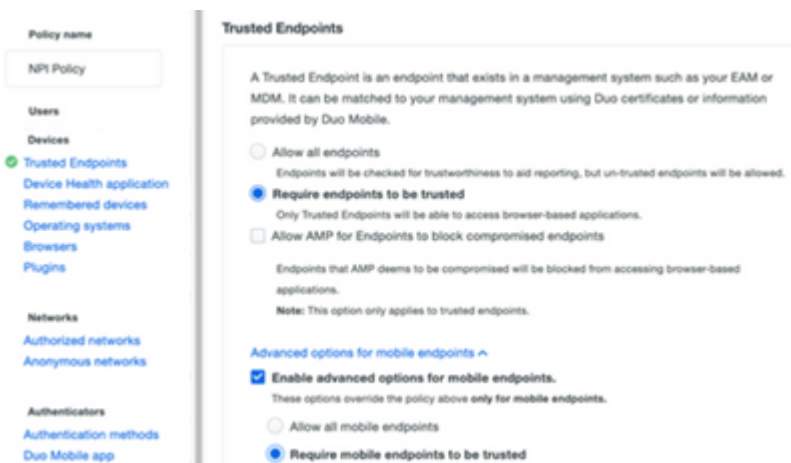 Policy name
NPI Policy
Users
Devices
Trusted Endpoints
Device Health application
Remembered devices
Operating systems
Browsers
Plugins
Networks
Authorized networks
Anonymous networks
Authenticators
Authentication methods
Duo Mobile app
Trusted Endpoints
A Trusted Endpoint is an endpoint that exists in a management system such as your EAM or
MDM. It can be matched to your management system using Duo certificates or information
provided by Duo Mobile.
Allow all endpoints
Endpoints will be checked for trustworthiness to aid reporting, but un-trusted endpoints will be allowed.
Require endpoints to be trusted
Only Trusted Endpoints will be able to access browser-based applications.
Allow AMP for Endpoints to block compromised endpoints
Endpoints that AMP deems to be compromised will be blocked from accessing browser-based
applications.
Note: This option only applies to trusted endpoints.
Advanced options for mobile endpoints
Enable advanced options for mobile endpoints.
These options override the policy above only for mobile endpoints.
Allow all mobile endpoints
Require mobile endpoints to be trusted